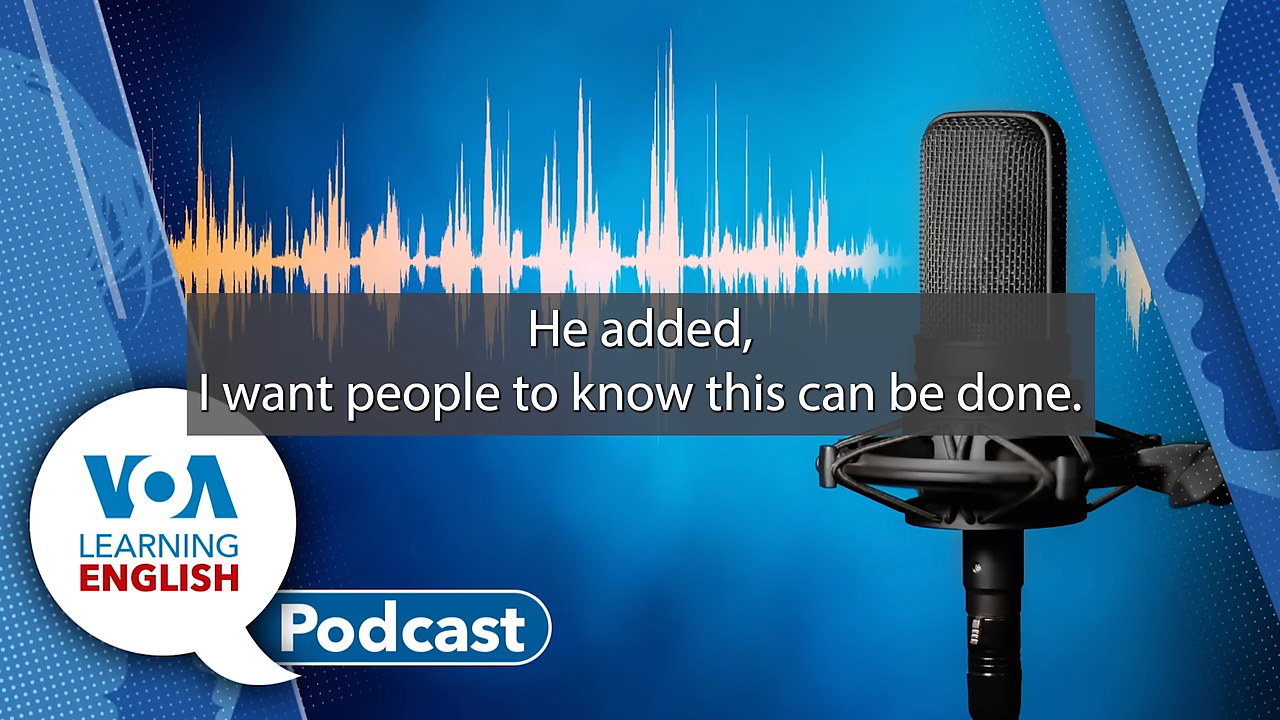 He added,
I want people to know this can be done.
VOA
LEARNING
ENGLISH
Podcast